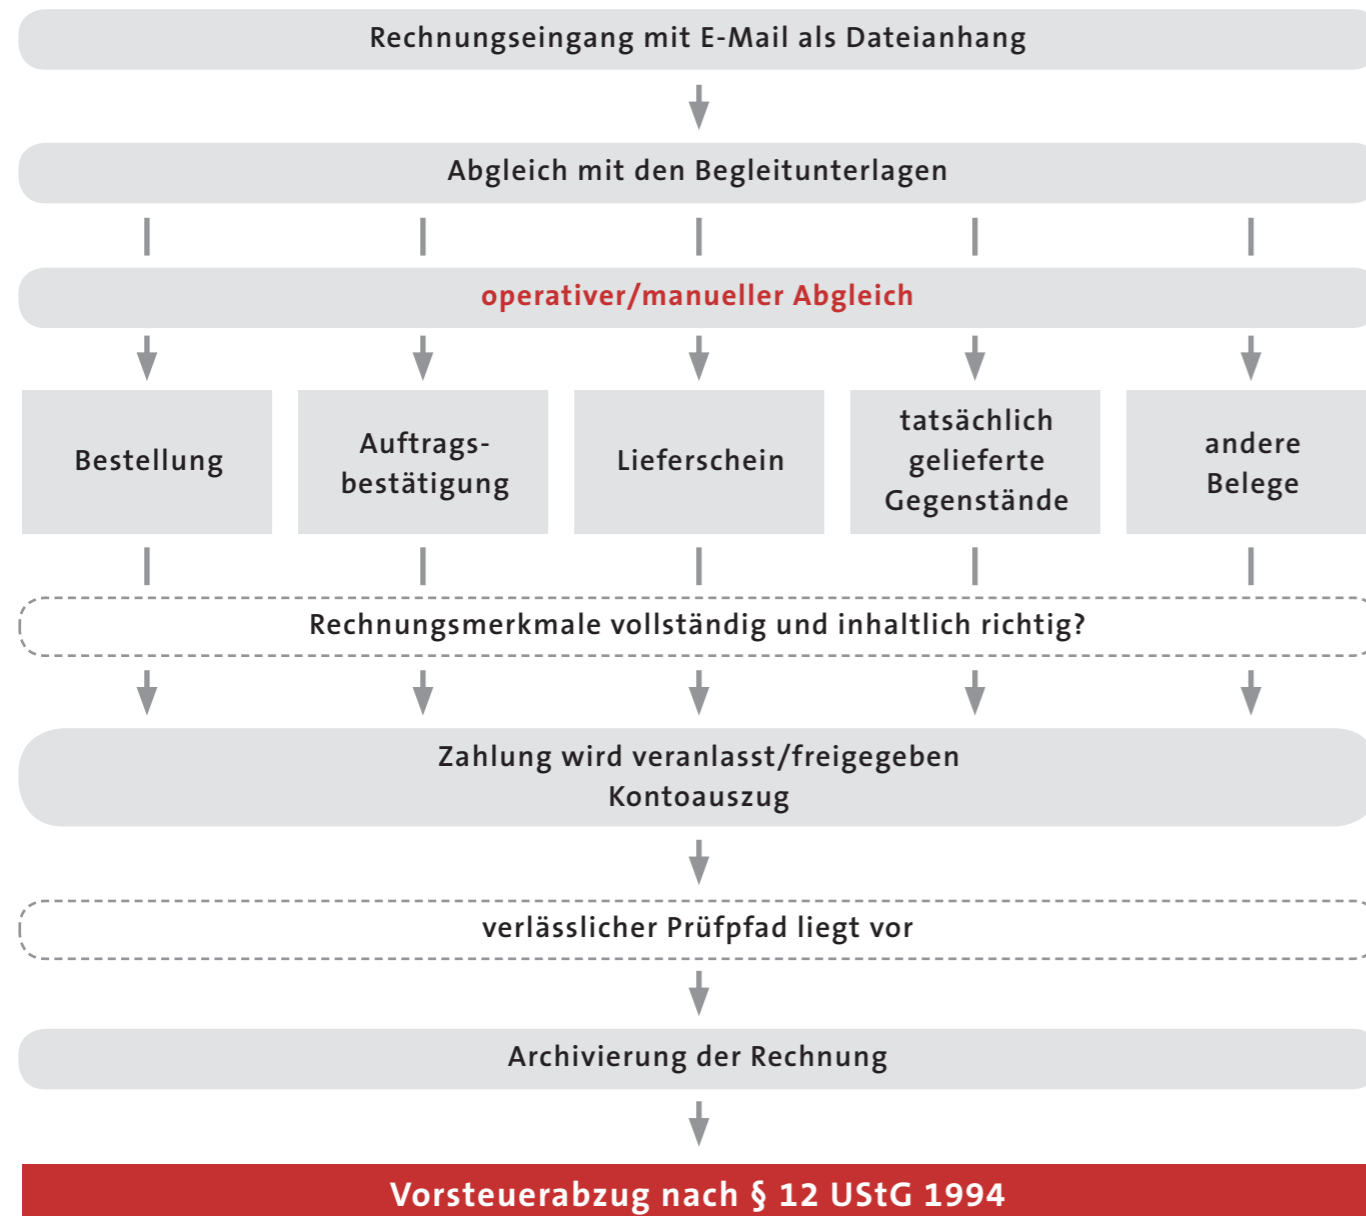 Rechnungseingang mit E-Mail als Dateianhang
Abgleich mit den Begleitunterlagen
operativer/manueller Abgleich
Bestellung
Auftrags-
bestätigung
Lieferschein
tatsächlich
gelieferte
Gegenstände
andere
Belege
Rechnungsmerkmale vollständig und inhaltlich richtig?
Zahlung wird veranlasst/freigegeben
Kontoauszug
verlässlicher Prüfpfad liegt vor
Archivierung der Rechnung
Vorsteuerabzug nach § 12 UStG 1994